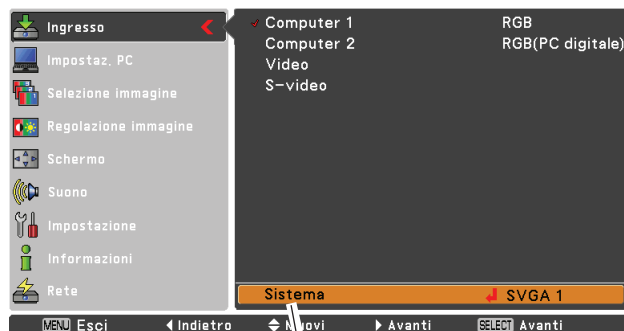 Ingresso
Impostaz. PC
Selezione immagine
Regolazione immagine
Schermo
Suono
Impostazione
Informazioni
Rete
Computer 1 RGB
Computer 2 RGB(PC digitale)
Video
S-video
Sistema SVGA 1
MENU Esci Indietro Nuovi Avanti SELECT Avanti